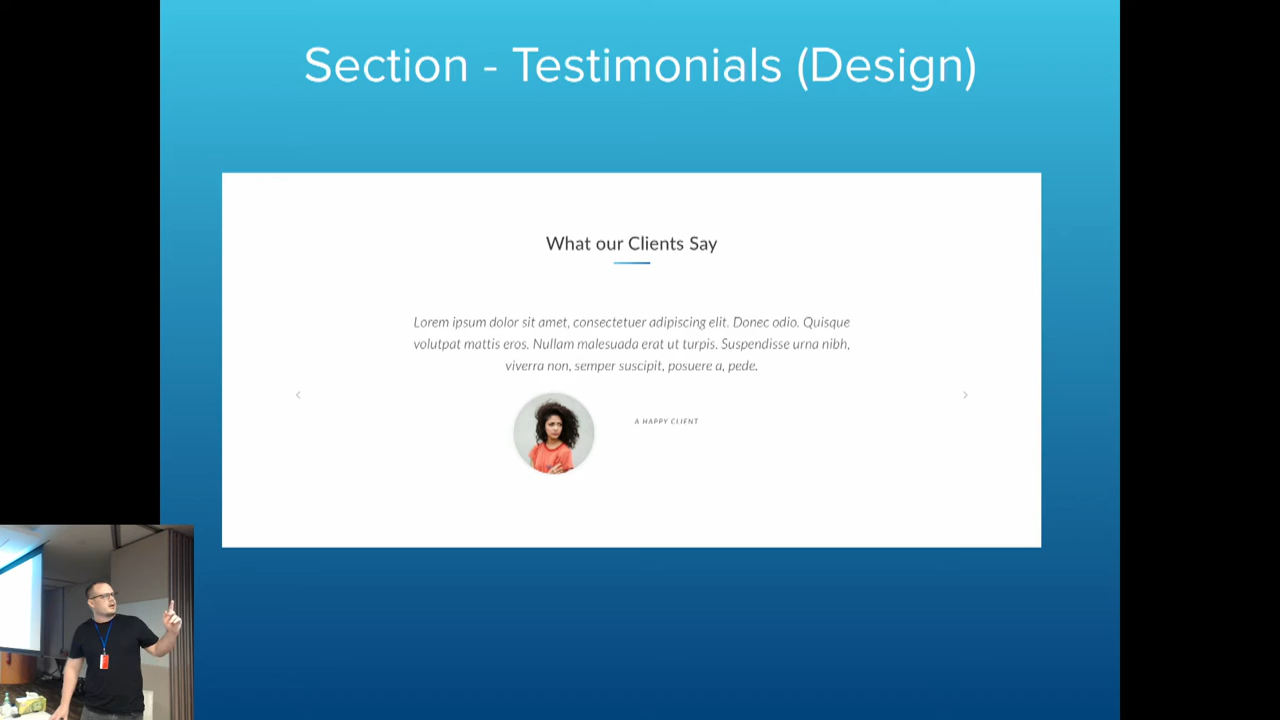 Section - Testimonials (Design)
What our Clients Say
Lorem ipsum dolor sit amet, consectetuer adipiscing elit. Donec odio. Quisque
volutpat mattis eros. Nullam malesuada erat ut turpis. Suspendisse urna nibh,
viverra non, semper suscipit, posuere a, pede.
A HAPPY CLIENT